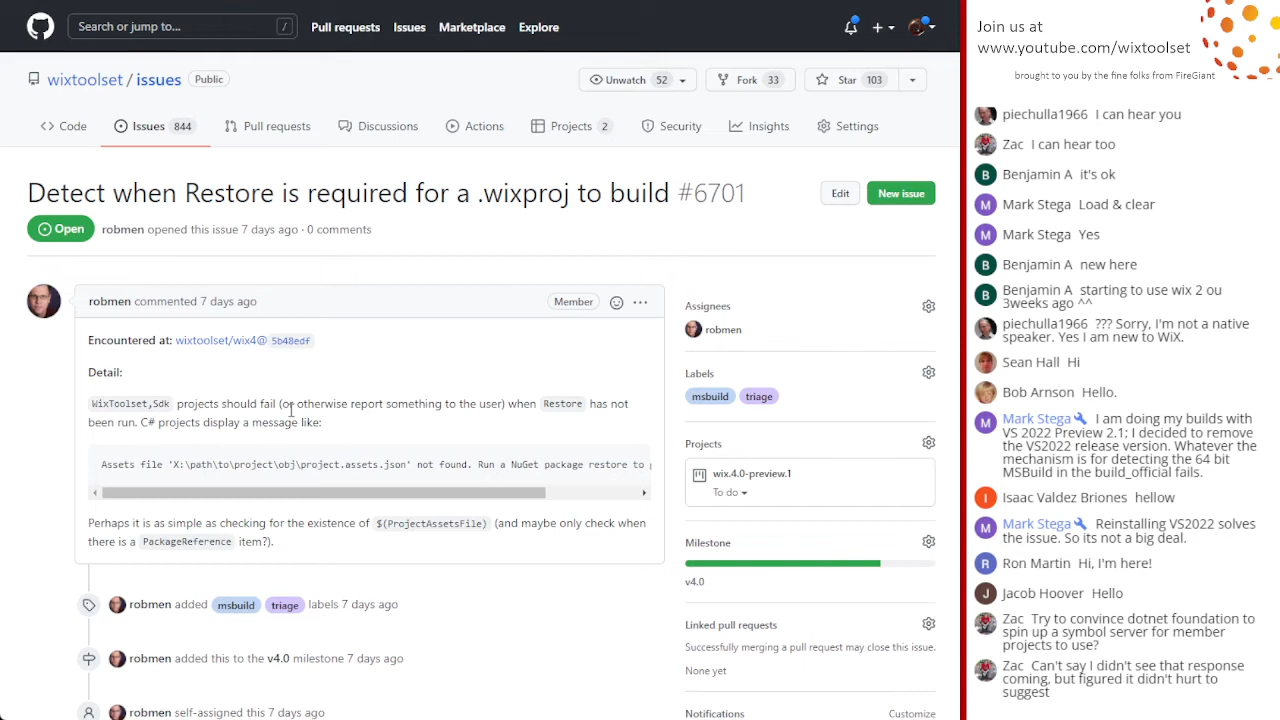 Search or jump to... /
Pull requests Issues Marketplace Explore
wixtoolset / issues Public
Unwatch 52 Fork 33 Star 103
Code Issues 844 Pull requests Discussions Actions Projects 2 Security Insights Settings
Detect when Restore is required for a .wixproj to build #6701
Edit New issue
Open robmen opened this issue 7 days ago · 0 comments
robmen commented 7 days ago Member ...
Encountered at: wixtoolset/wix4@ 5b48edf
Detail:
WixToolset,Sdk projects should fail (or otherwise report something to the user) when Restore has not
been run. C# projects display a message like:
Assets file 'X:\path\to\project\obj\project.assets.json' not found. Run a NuGet package restore to
Perhaps it is as simple as checking for the existence of $(ProjectAssetsFile) (and maybe only check when
there is a PackageReference item?).
robmen added msbuild triage labels 7 days ago
robmen added this to the v4.0 milestone 7 days ago
robmen self-assigned this 7 days ago
Assignees
robmen
Labels
msbuild triage
Projects
wix.4.0-preview.1
To do
Milestone
v4.0
Linked pull requests
Successfully merging a pull request may close this issue.
None yet
Notifications Customize
Join us at
www.youtube.com/wixtoolset
brought to you by the fine folks from FireGiant
piechulla1966 I can hear you
Zac I can hear too
B Benjamin A it's ok
M Mark Stega Load & clear
M Mark Stega Yes
B Benjamin A new here
B Benjamin A starting to use wix 2 ou
3weeks ago ^^
piechulla1966 ??? Sorry, I'm not a native
speaker. Yes I am new to WiX.
Sean Hall Hi
Bob Arnson Hello.
M Mark Stega I am doing my builds with
VS 2022 Preview 2.1; I decided to remove
the VS2022 release version. Whatever the
mechanism is for detecting the 64 bit
MSBuild in the build_official fails.
I Isaac Valdez Briones hellow
M Mark Stega Reinstalling VS2022 solves
the issue. So its not a big deal.
R Ron Martin Hi, I'm here!
J Jacob Hoover Hello
Zac Try to convince dotnet foundation to
spin up a symbol server for member
projects to use?
Zac Can't say I didn't see that response
coming, but figured it didn't hurt to
suggest